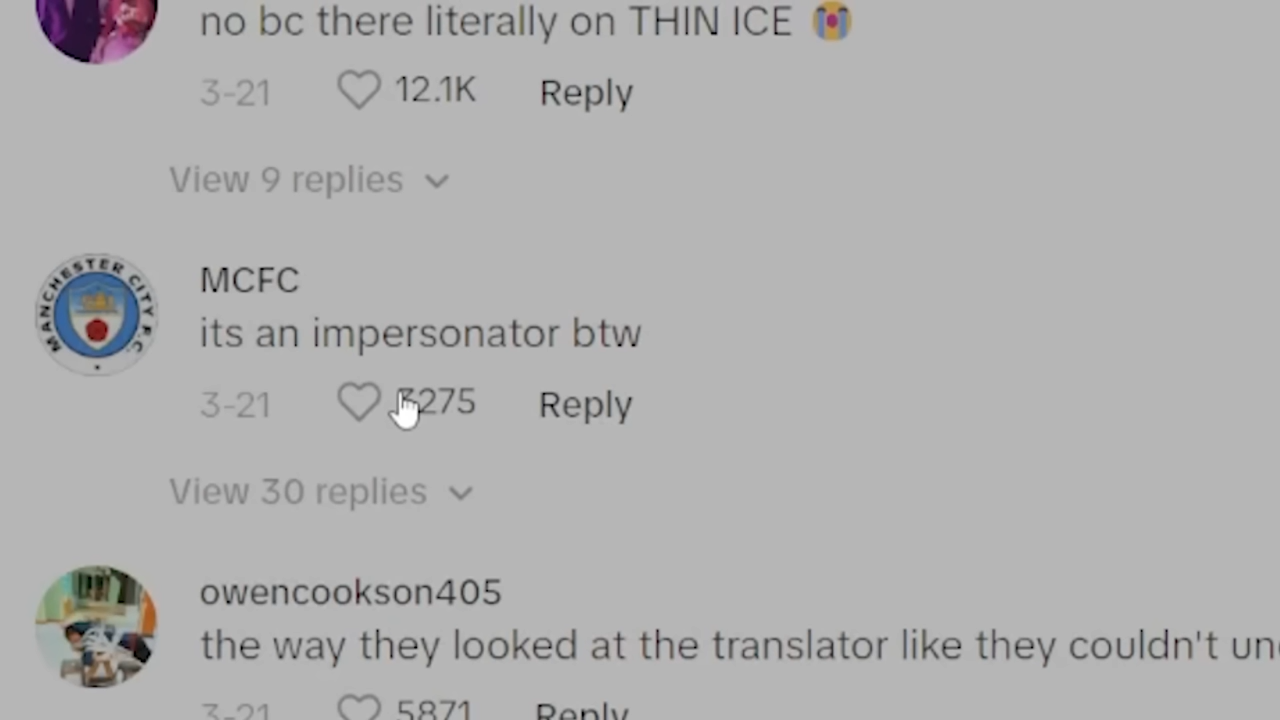 no bc there literally on THIN ICE 😭
3-21 12.1K Reply
View 9 replies
MANCHESTER CITY F.C.
MCFC
its an impersonator btw
3-21 Reply
View 30 replies
owencookson405
the way they looked at the translator like they couldn't
3-21 5871 Reply